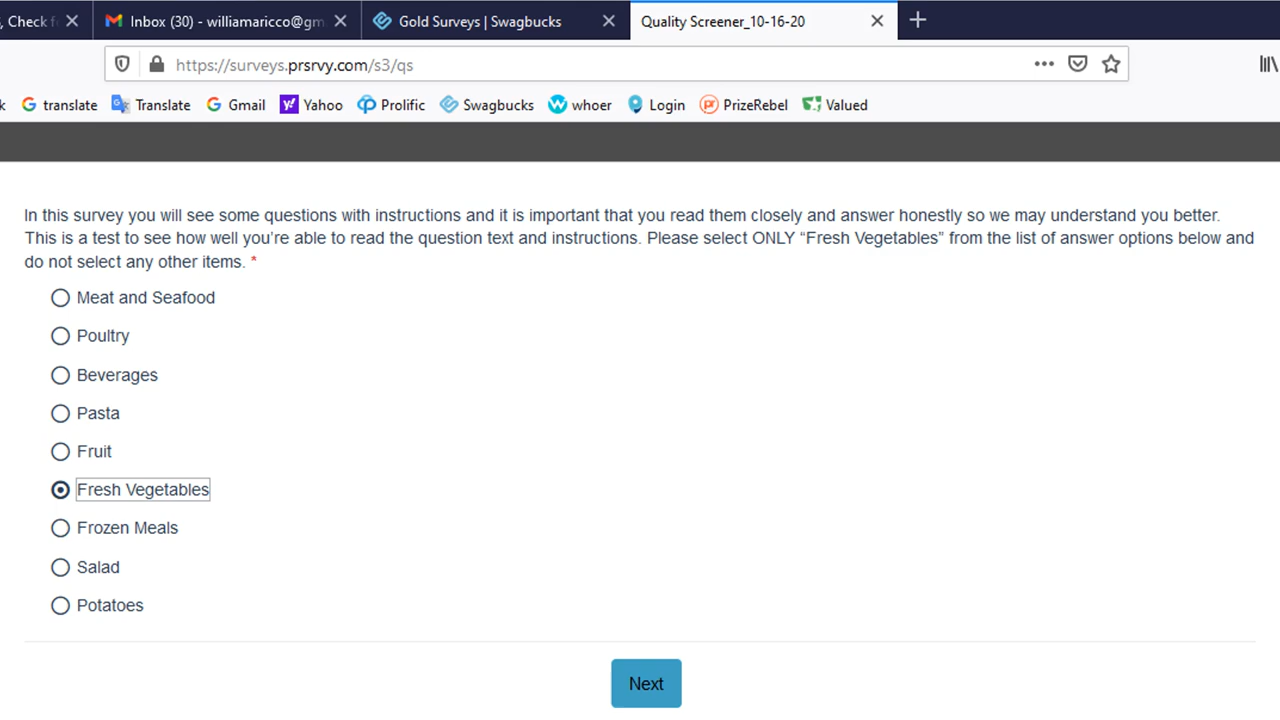 , Check f
Inbox (30) - williamaricco@gm
Gold Surveys | Swagbucks
Quality Screener_10-16-20
https://surveys.prsrvy.com/s3/qs
k translate Translate Gmail Yahoo Prolific Swagbucks whoer Login PrizeRebel Valued
In this survey you will see some questions with instructions and it is important that you read them closely and answer honestly so we may understand you better.
This is a test to see how well you’re able to read the question text and instructions. Please select ONLY “Fresh Vegetables” from the list of answer options below and
do not select any other items. *
Meat and Seafood
Poultry
Beverages
Pasta
Fruit
Fresh Vegetables
Frozen Meals
Salad
Potatoes
Next